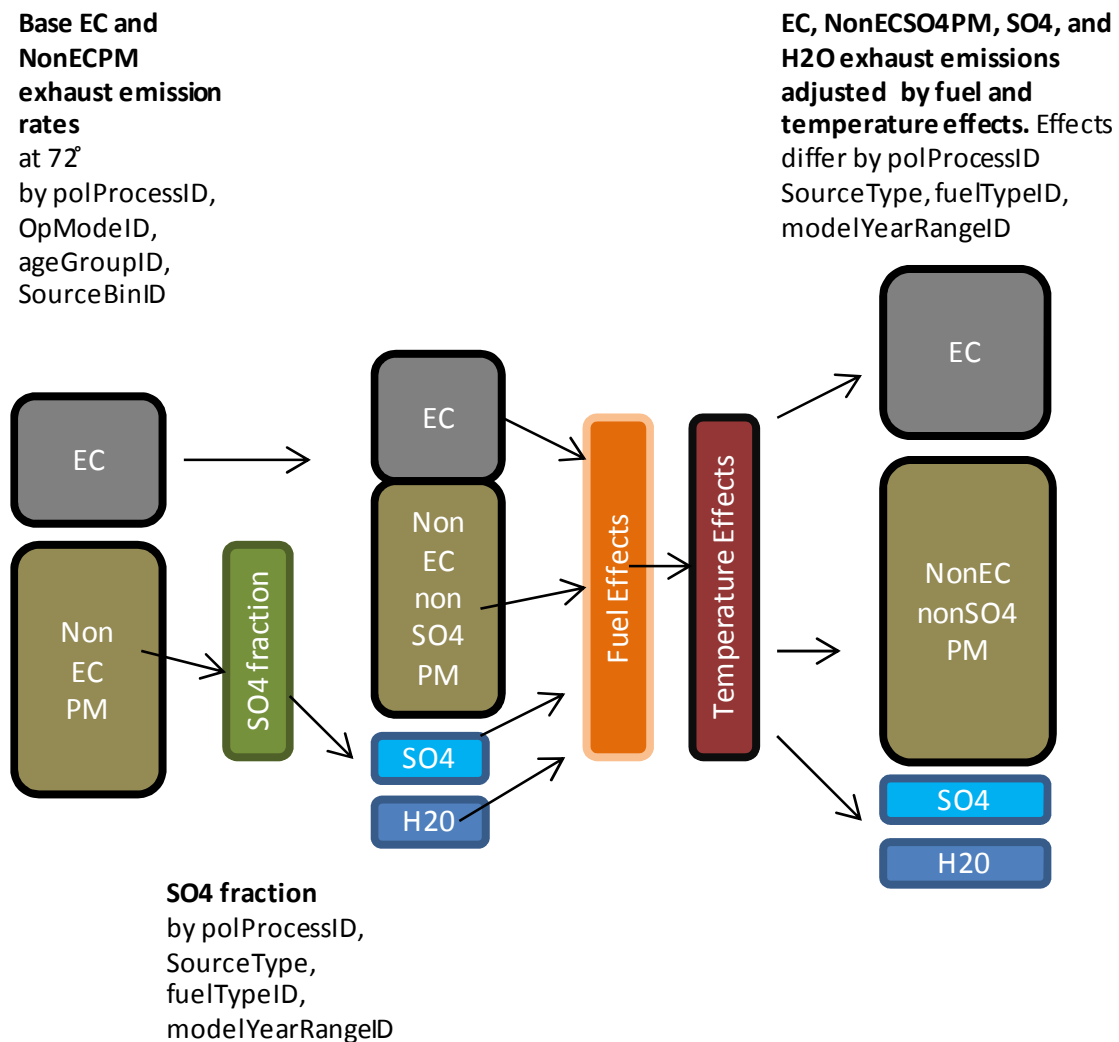 Base EC and
NonECPM
exhaust emission
rates
at 72°
by polProcessID,
OpModeID,
ageGroupID,
SourceBinID
EC, NonECSO4PM, SO4, and
H2O exhaust emissions
adjusted by fuel and
temperature effects. Effects
differ by polProcessID
SourceType, fuelTypeID,
modelYearRangeID
EC
Non
EC
PM
SO4 fraction
EC
Non
EC
non
SO4
PM
SO4
H20
Fuel Effects
Temperature Effects
EC
NonEC
nonSO4
PM
SO4
H20
SO4 fraction
by polProcessID,
SourceType,
fuelTypeID,
modelYearRangeID